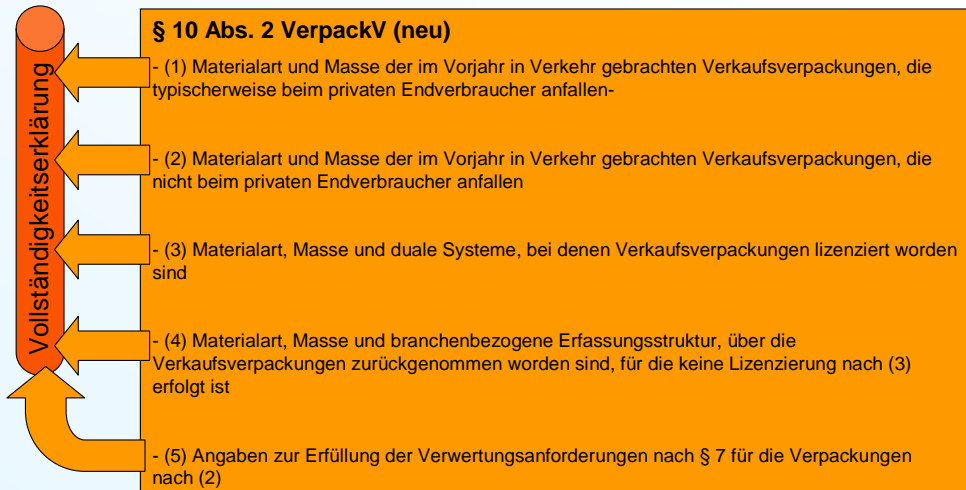 Vollständigkeitserklärung
§ 10 Abs. 2 VerpackV (neu)
- (1) Materialart und Masse der im Vorjahr in Verkehr gebrachten Verkaufsverpackungen, die
typischerweise beim privaten Endverbraucher anfallen-
- (2) Materialart und Masse der im Vorjahr in Verkehr gebrachten Verkaufsverpackungen, die
nicht beim privaten Endverbraucher anfallen
- (3) Materialart, Masse und duale Systeme, bei denen Verkaufsverpackungen lizenziert worden
sind
- (4) Materialart, Masse und branchenbezogene Erfassungsstruktur, über die
Verkaufsverpackungen zurückgenommen worden sind, für die keine Lizenzierung nach (3)
erfolgt ist
- (5) Angaben zur Erfüllung der Verwertungsanforderungen nach § 7 für die Verpackungen
nach (2)